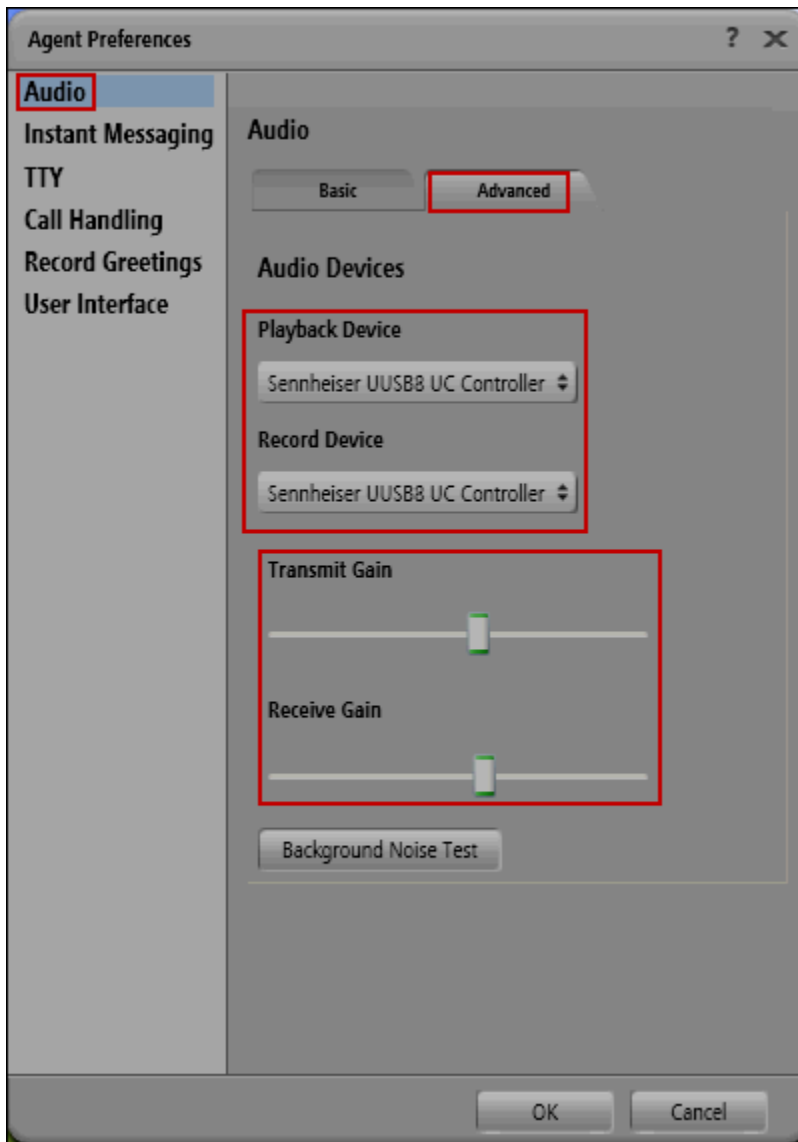 Agent Preferences ? ✕
Audio
Instant Messaging
TTY
Call Handling
Record Greetings
User Interface
Audio
Basic Advanced
Audio Devices
Playback Device
Sennheiser UUSB8 UC Controller
Record Device
Sennheiser UUSB8 UC Controller
Transmit Gain
Receive Gain
Background Noise Test
OK Cancel